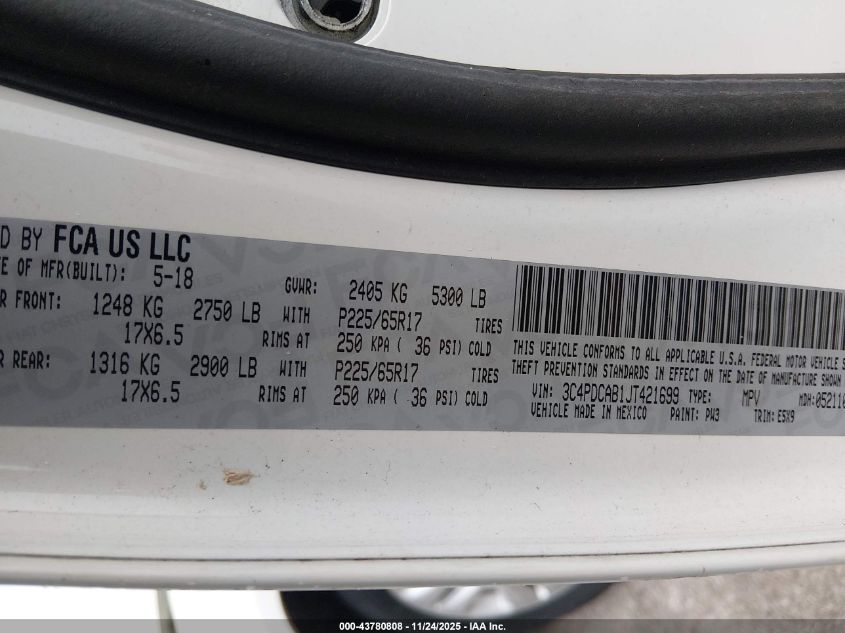 D BY FCA US LLC
E OF MFR(BUILT): 5-18 GVWR: 2405 KG 5300 LB
R FRONT: 1248 KG 2750 LB WITH P225/65R17 TIRES
17X6.5 RIMS AT 250 KPA ( 36 PSI) COLD
R REAR: 1316 KG 2900 LB WITH P225/65R17 TIRES
17X6.5 RIMS AT 250 KPA ( 36 PSI) COLD
THIS VEHICLE CONFORMS TO ALL APPLICABLE U.S.A. FEDERAL MOTOR VEHICLE S
THEFT PREVENTION STANDARDS IN EFFECT ON THE DATE OF MANUFACTURE SHOWN
VIN: 3C4PDCAB1JT421699 TYPE: MPV MDH: 05211
VEHICLE MADE IN MEXICO PAINT: PW3 TRIM: E5X9
000-43780808 - 11/24/2025 - IAA Inc.